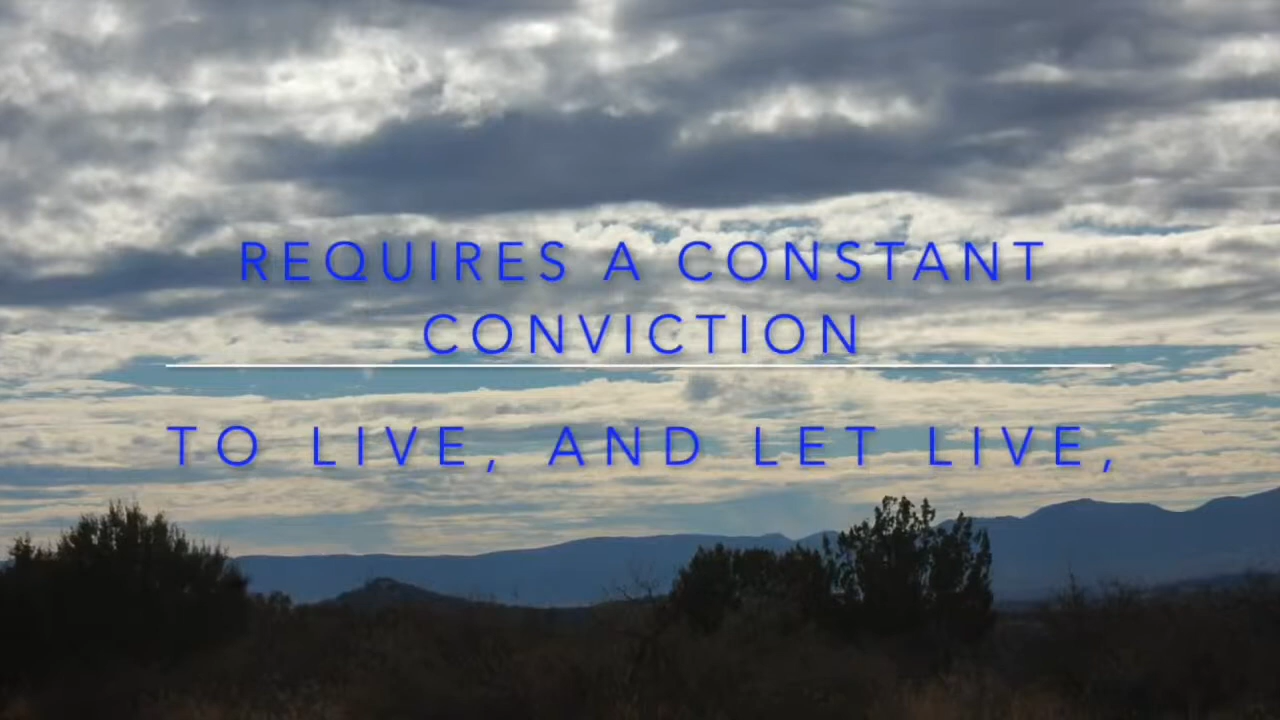 REQUIRES A CONSTANT
CONVICTION
TO LIVE, AND LET LIVE,